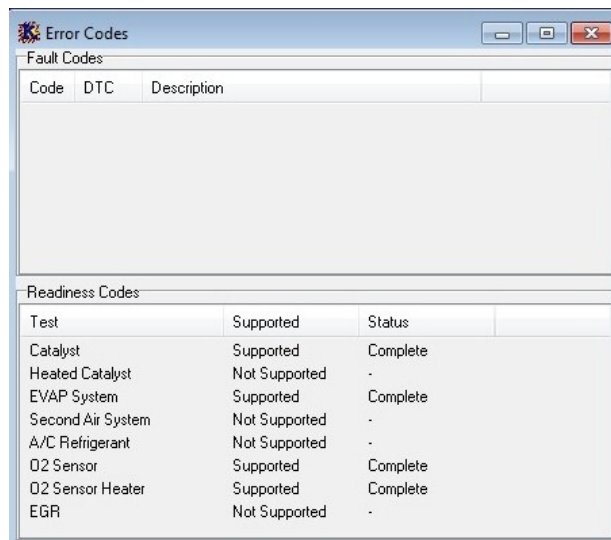 Error Codes
Fault Codes
Code DTC Description
Readiness Codes
Test Supported Status
Catalyst Supported Complete
Heated Catalyst Not Supported -
EVAP System Supported Complete
Second Air System Not Supported -
A/C Refrigerant Not Supported -
O2 Sensor Supported Complete
O2 Sensor Heater Supported Complete
EGR Not Supported -